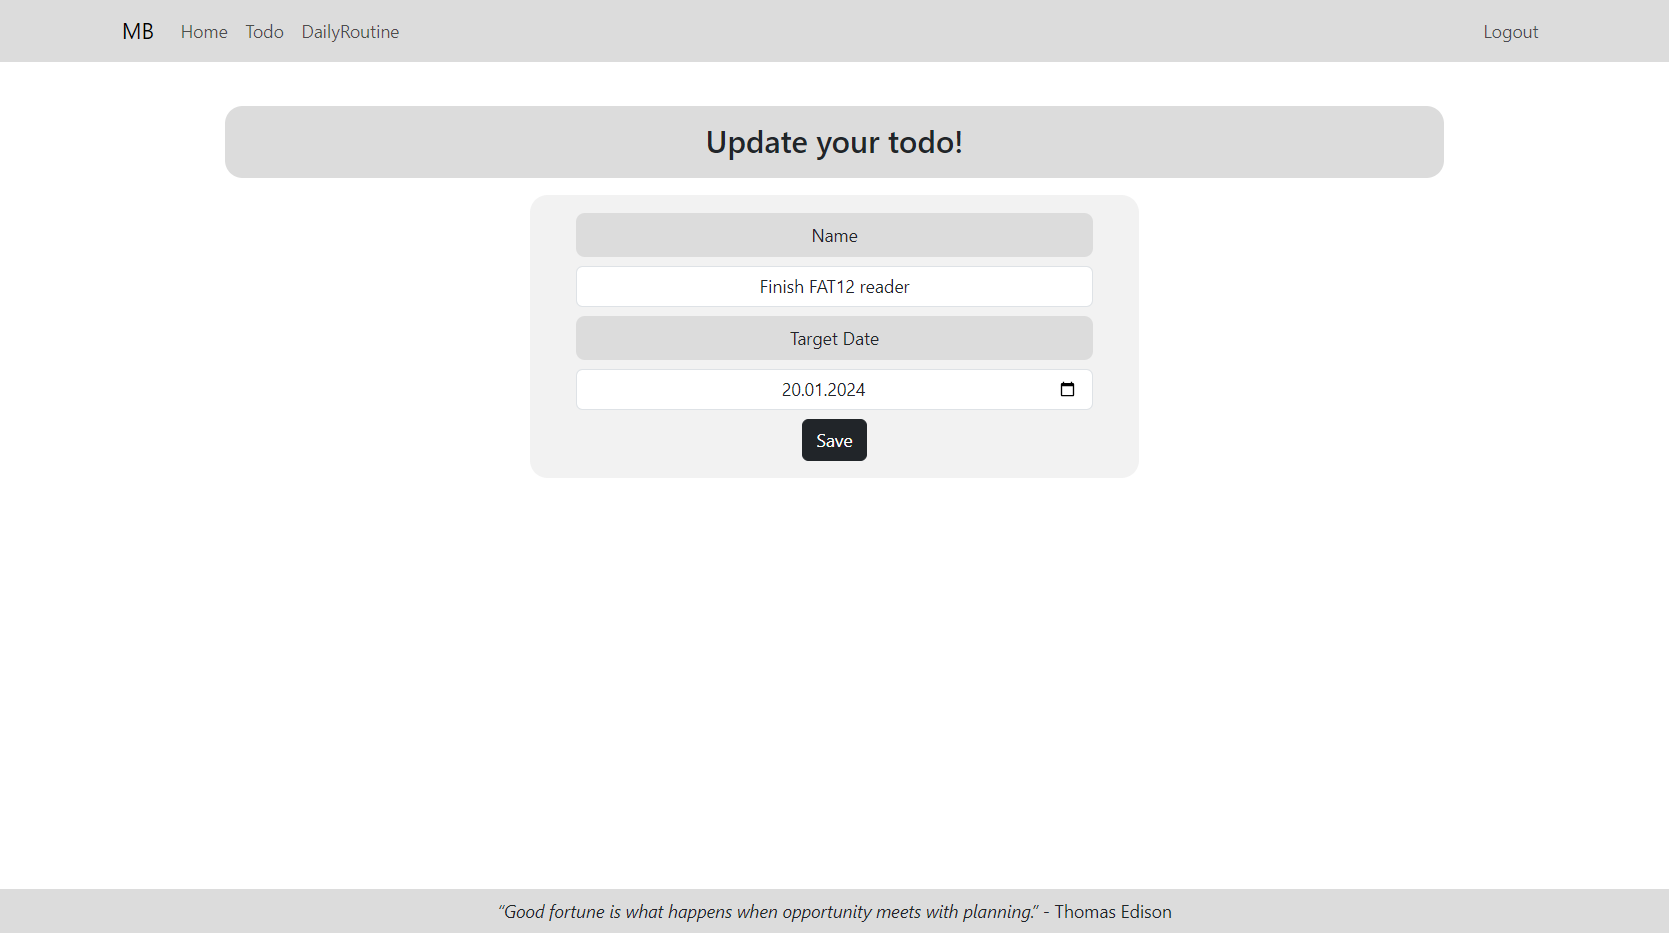 MB Home Todo DailyRoutine Logout
Update your todo!
Name
Finish FAT12 reader
Target Date
20.01.2024
Save
“Good fortune is what happens when opportunity meets with planning.” - Thomas Edison